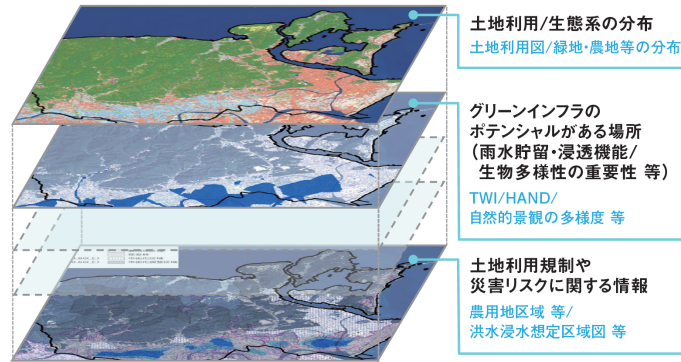 土地利用/生態系の分布
土地利用図/緑地・農地等の分布
グリーンインフラの
ポテンシャルがある場所
（雨水貯留・浸透機能/
生物多様性の重要性 等）
TWI/HAND/
自然的景観の多様度 等
土地利用規制や
災害リスクに関する情報
農用地区域 等/
洪水浸水想定区域図 等